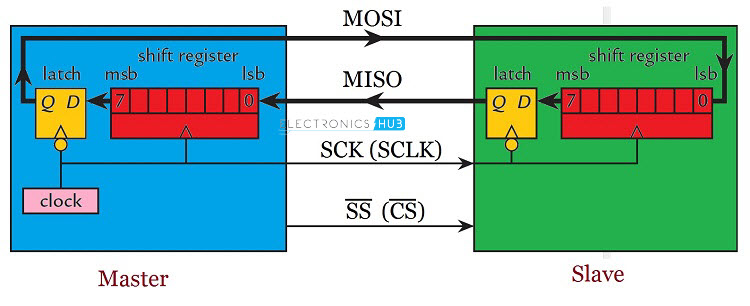 MOSI
shift register
latch msb lsb
Q D 7 0
MISO
shift register
latch msb lsb
Q D 7 0
ELECTRONICS HUB
SCK (SCLK)
clock
SS (CS)
Master
Slave